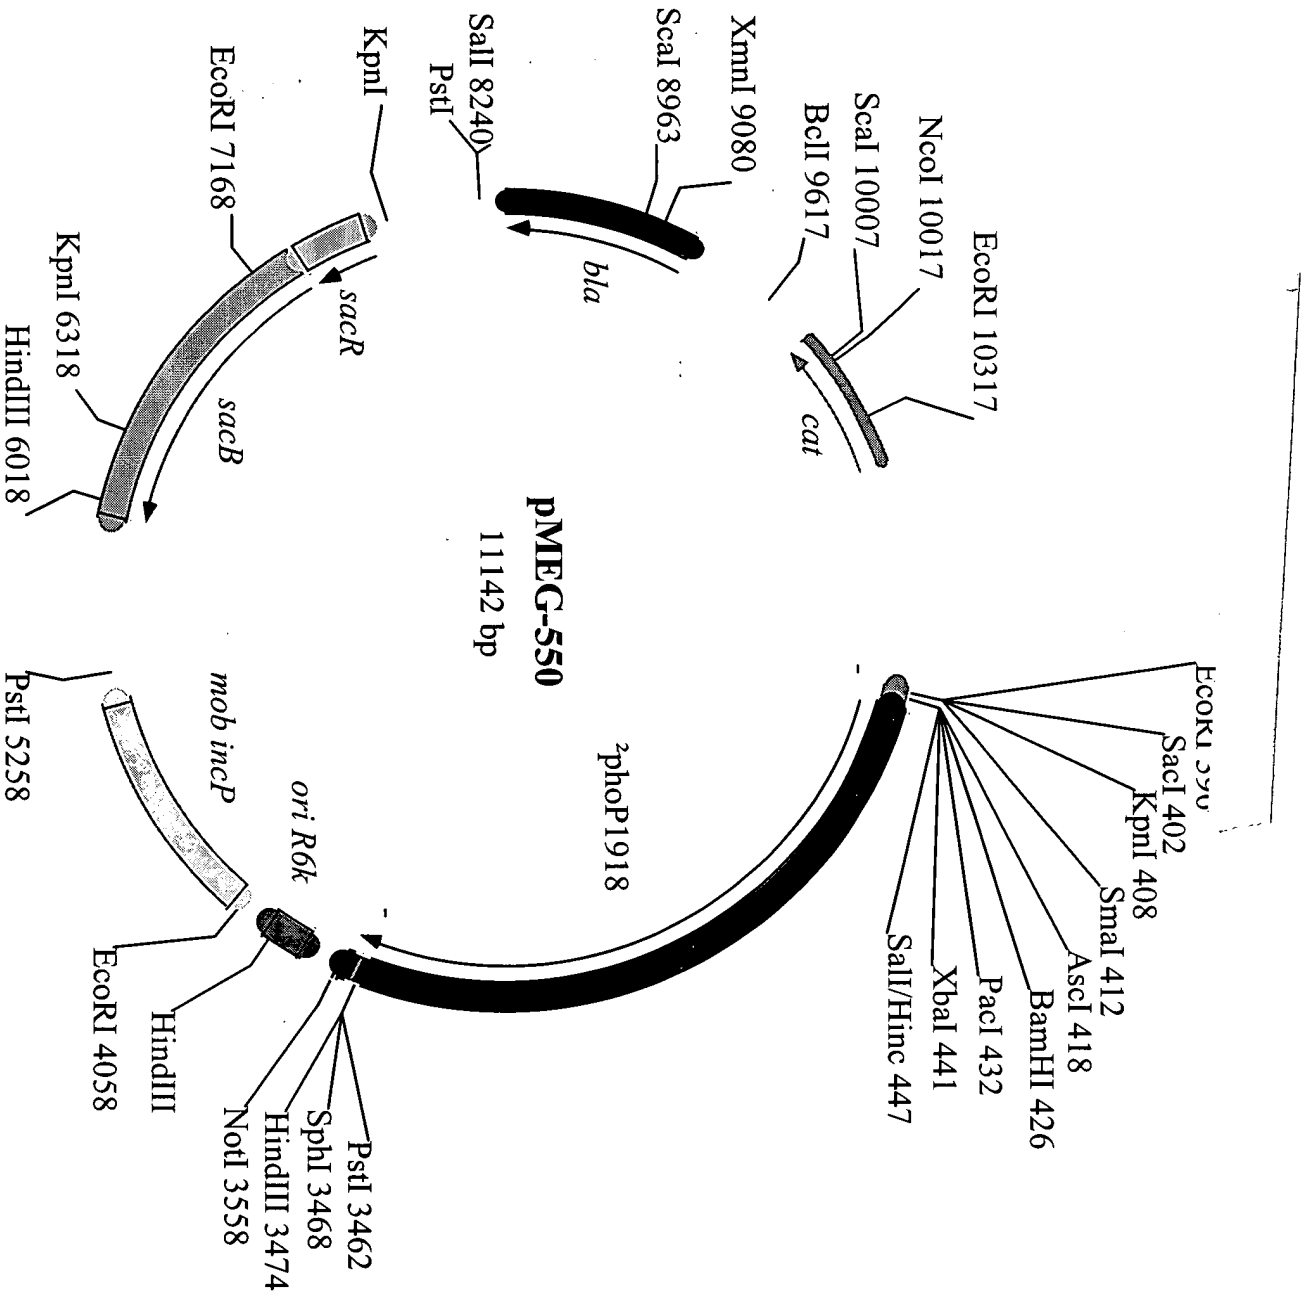 EcoRI
SacI 402
KpnI 408
SmaI 412
AscI 418
BamHI 426
PacI 432
XbaI 441
SalI/Hinc 447
EcoRI 10317
NcoI 10017
ScaI 10007
BclI 9617
cat
XmnI 9080
ScaI 8963
bla
SalI 8240
PstI
KpnI
sacR
EcoRI 7168
sacB
KpnI 6318
HindIII 6018
pMEG-550
11142 bp
²phoP1918
PstI 3462
SphI 3468
HindIII 3474
NotI 3558
ori R6k
HindIII
EcoRI 4058
mob incP
PstI 5258